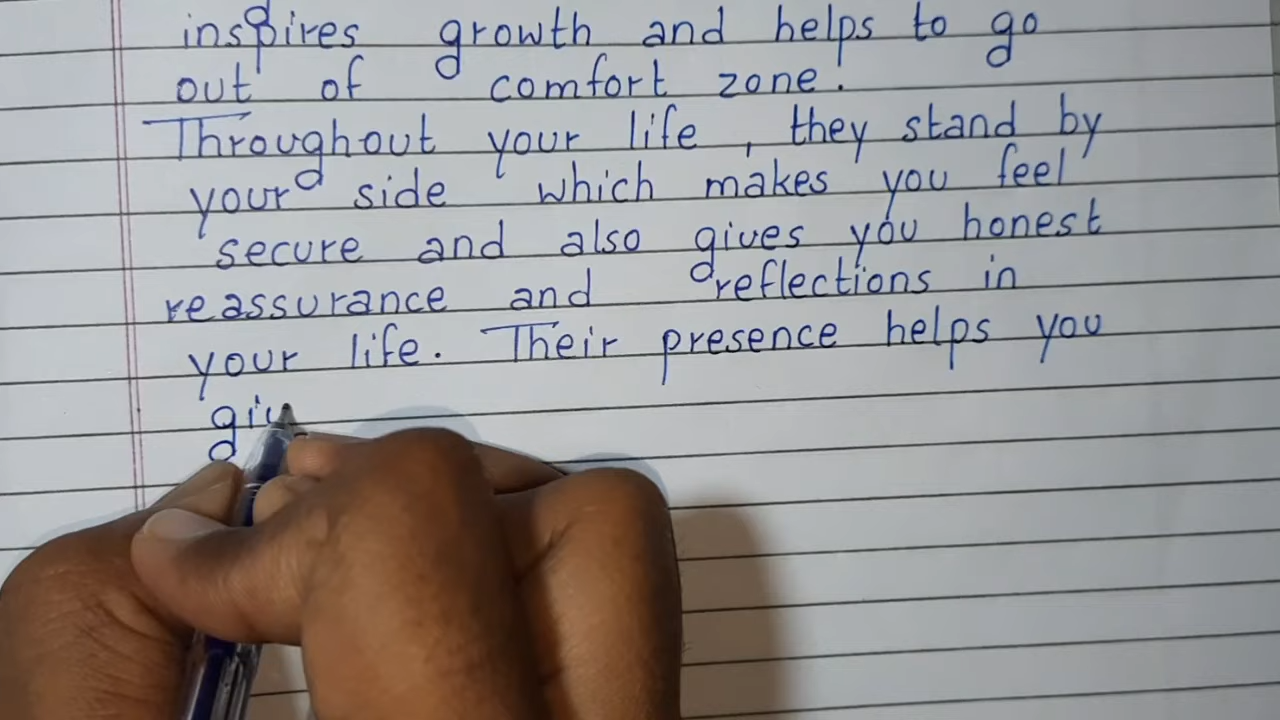 inspires growth and helps to go
out of comfort zone.
Throughout your life, they stand by
your side which makes you feel
secure and also gives you honest
reassurance and reflections in
your life. Their presence helps you
giv